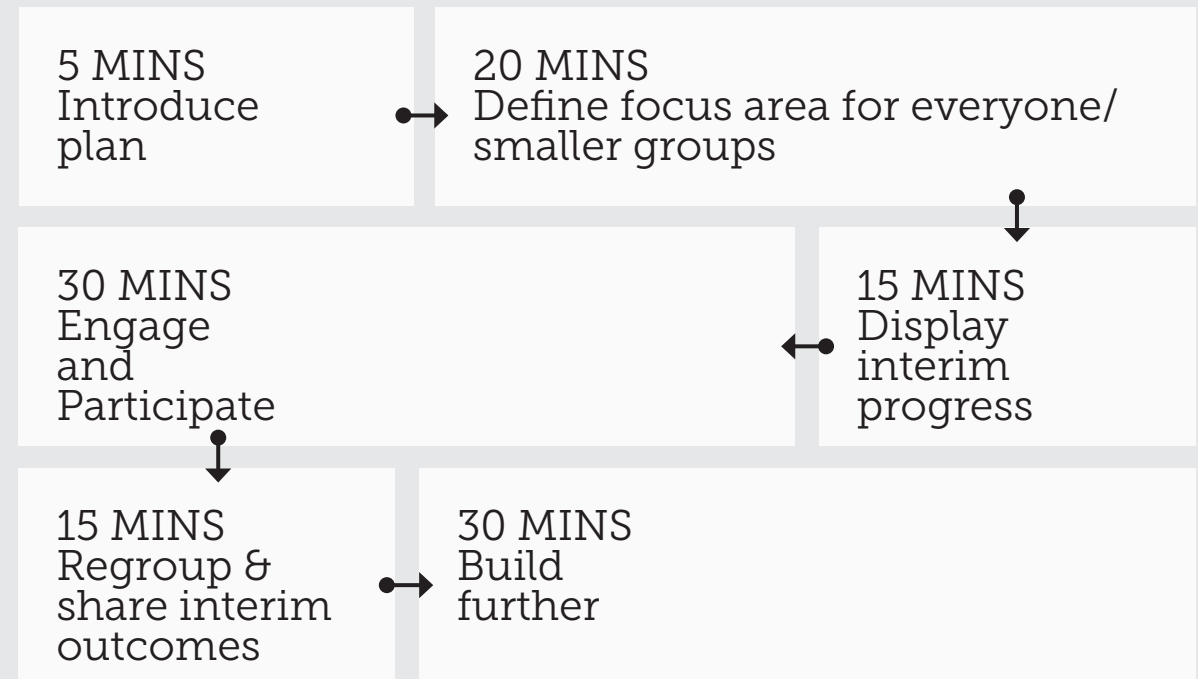 5 MINS
Introduce
plan
20 MINS
Define focus area for everyone/
smaller groups
15 MINS
Display
interim
progress
30 MINS
Engage
and
Participate
15 MINS
Regroup &
share interim
outcomes
30 MINS
Build
further